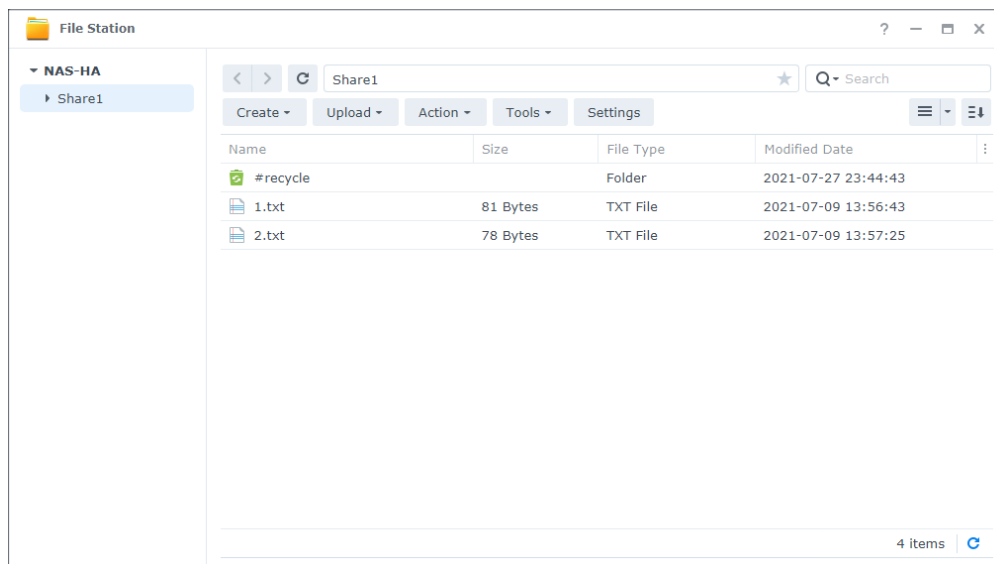 File Station
NAS-HA
Share1
Share1
Search
Create Upload Action Tools Settings
Name Size File Type Modified Date
#recycle Folder 2021-07-27 23:44:43
1.txt 81 Bytes TXT File 2021-07-09 13:56:43
2.txt 78 Bytes TXT File 2021-07-09 13:57:25
4 items